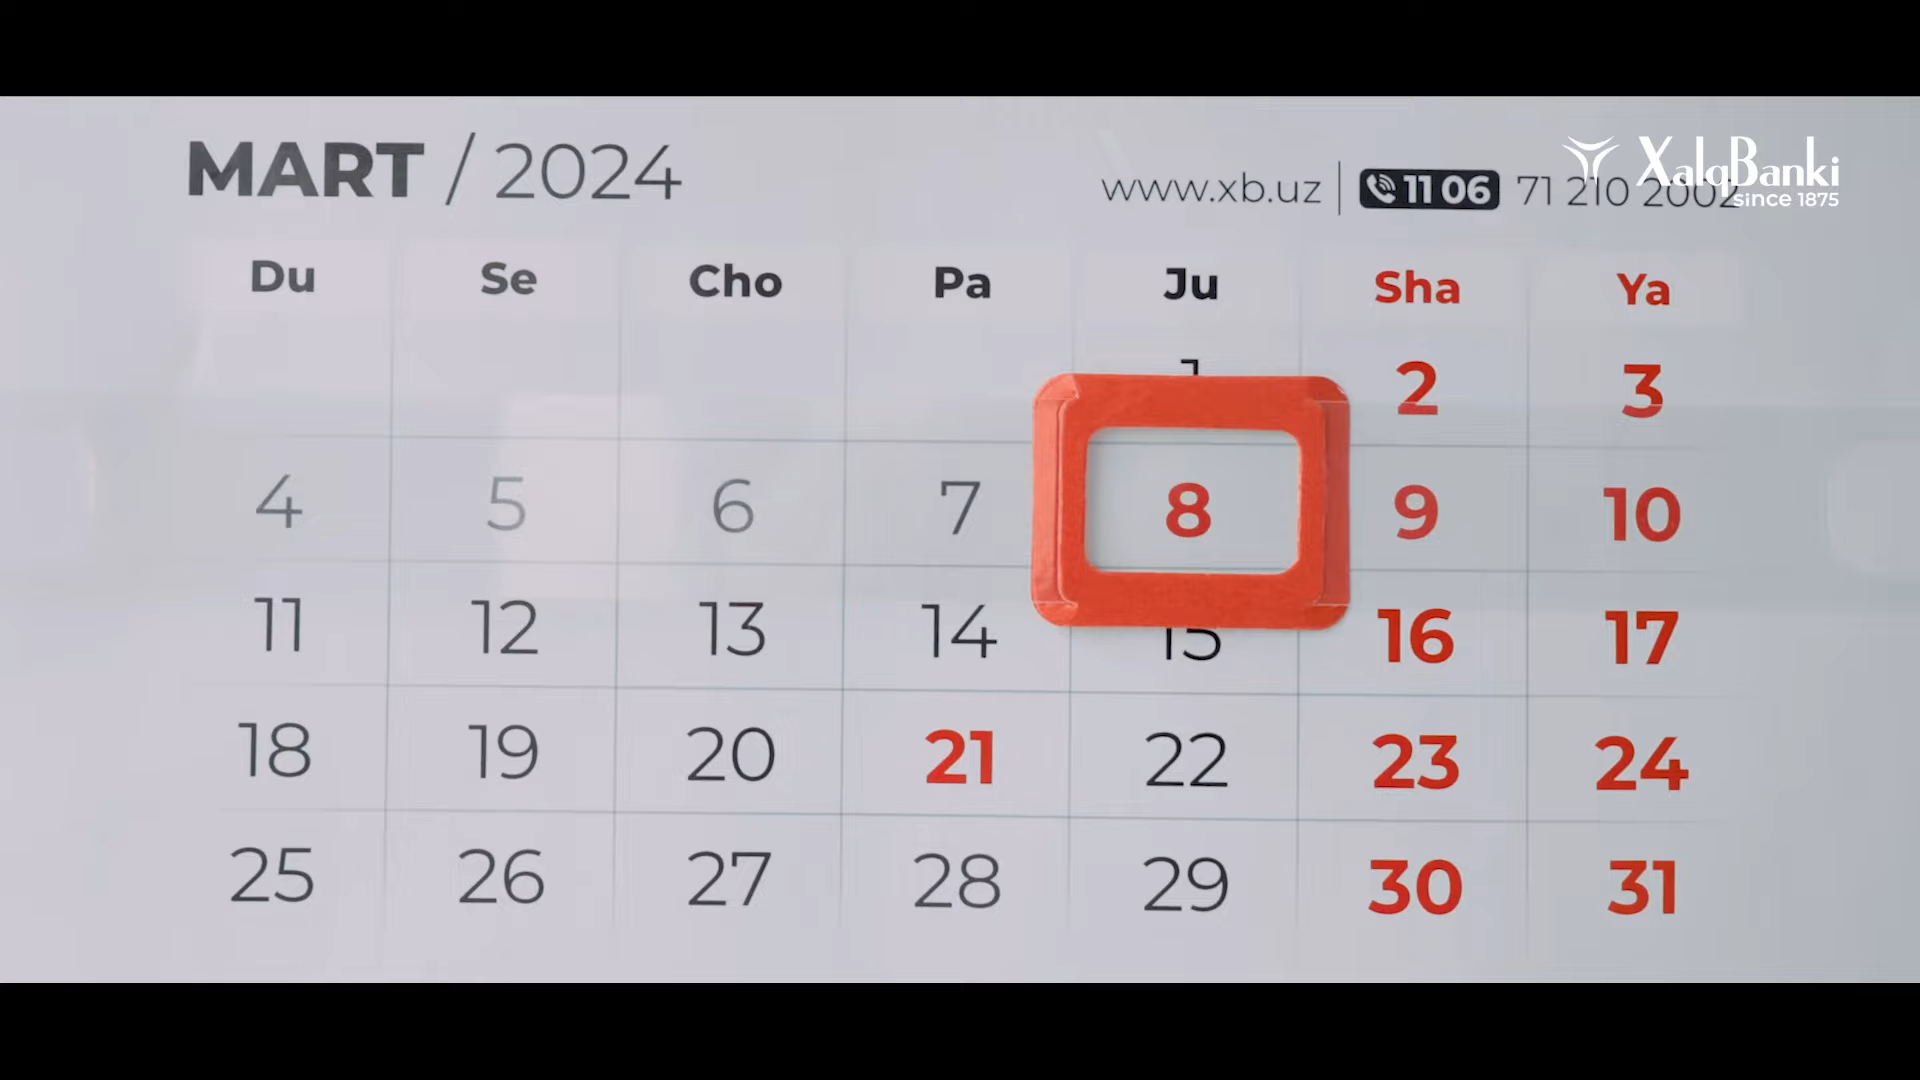 MART / 2024
www.xb.uz 11 06 71 210 2002
XalqBanki
since 1875
Du Se Cho Pa Ju Sha Ya
1 2 3
4 5 6 7 8 9 10
11 12 13 14 15 16 17
18 19 20 21 22 23 24
25 26 27 28 29 30 31